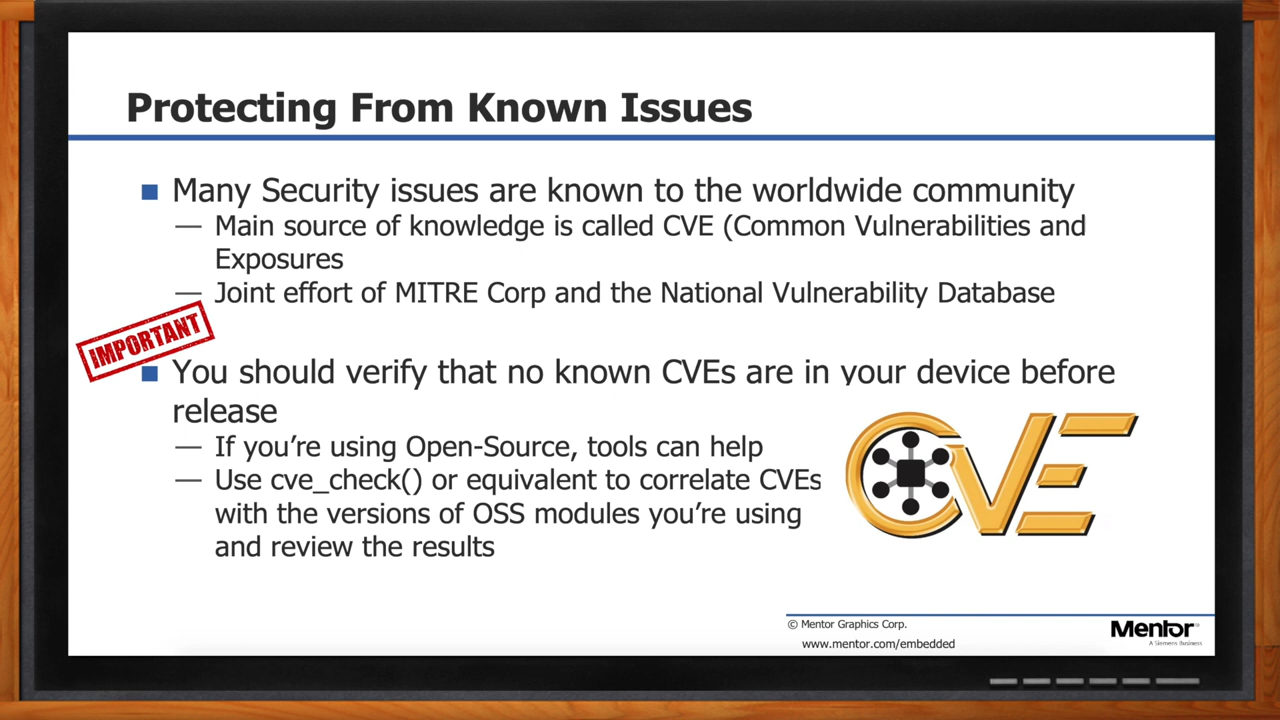 Protecting From Known Issues
Many Security issues are known to the worldwide community
— Main source of knowledge is called CVE (Common Vulnerabilities and
Exposures
— Joint effort of MITRE Corp and the National Vulnerability Database
IMPORTANT
You should verify that no known CVEs are in your device before
release
— If you’re using Open-Source, tools can help
— Use cve_check() or equivalent to correlate CVEs
with the versions of OSS modules you’re using
and review the results
CVE
© Mentor Graphics Corp.
www.mentor.com/embedded
Mentor
A Siemens Business